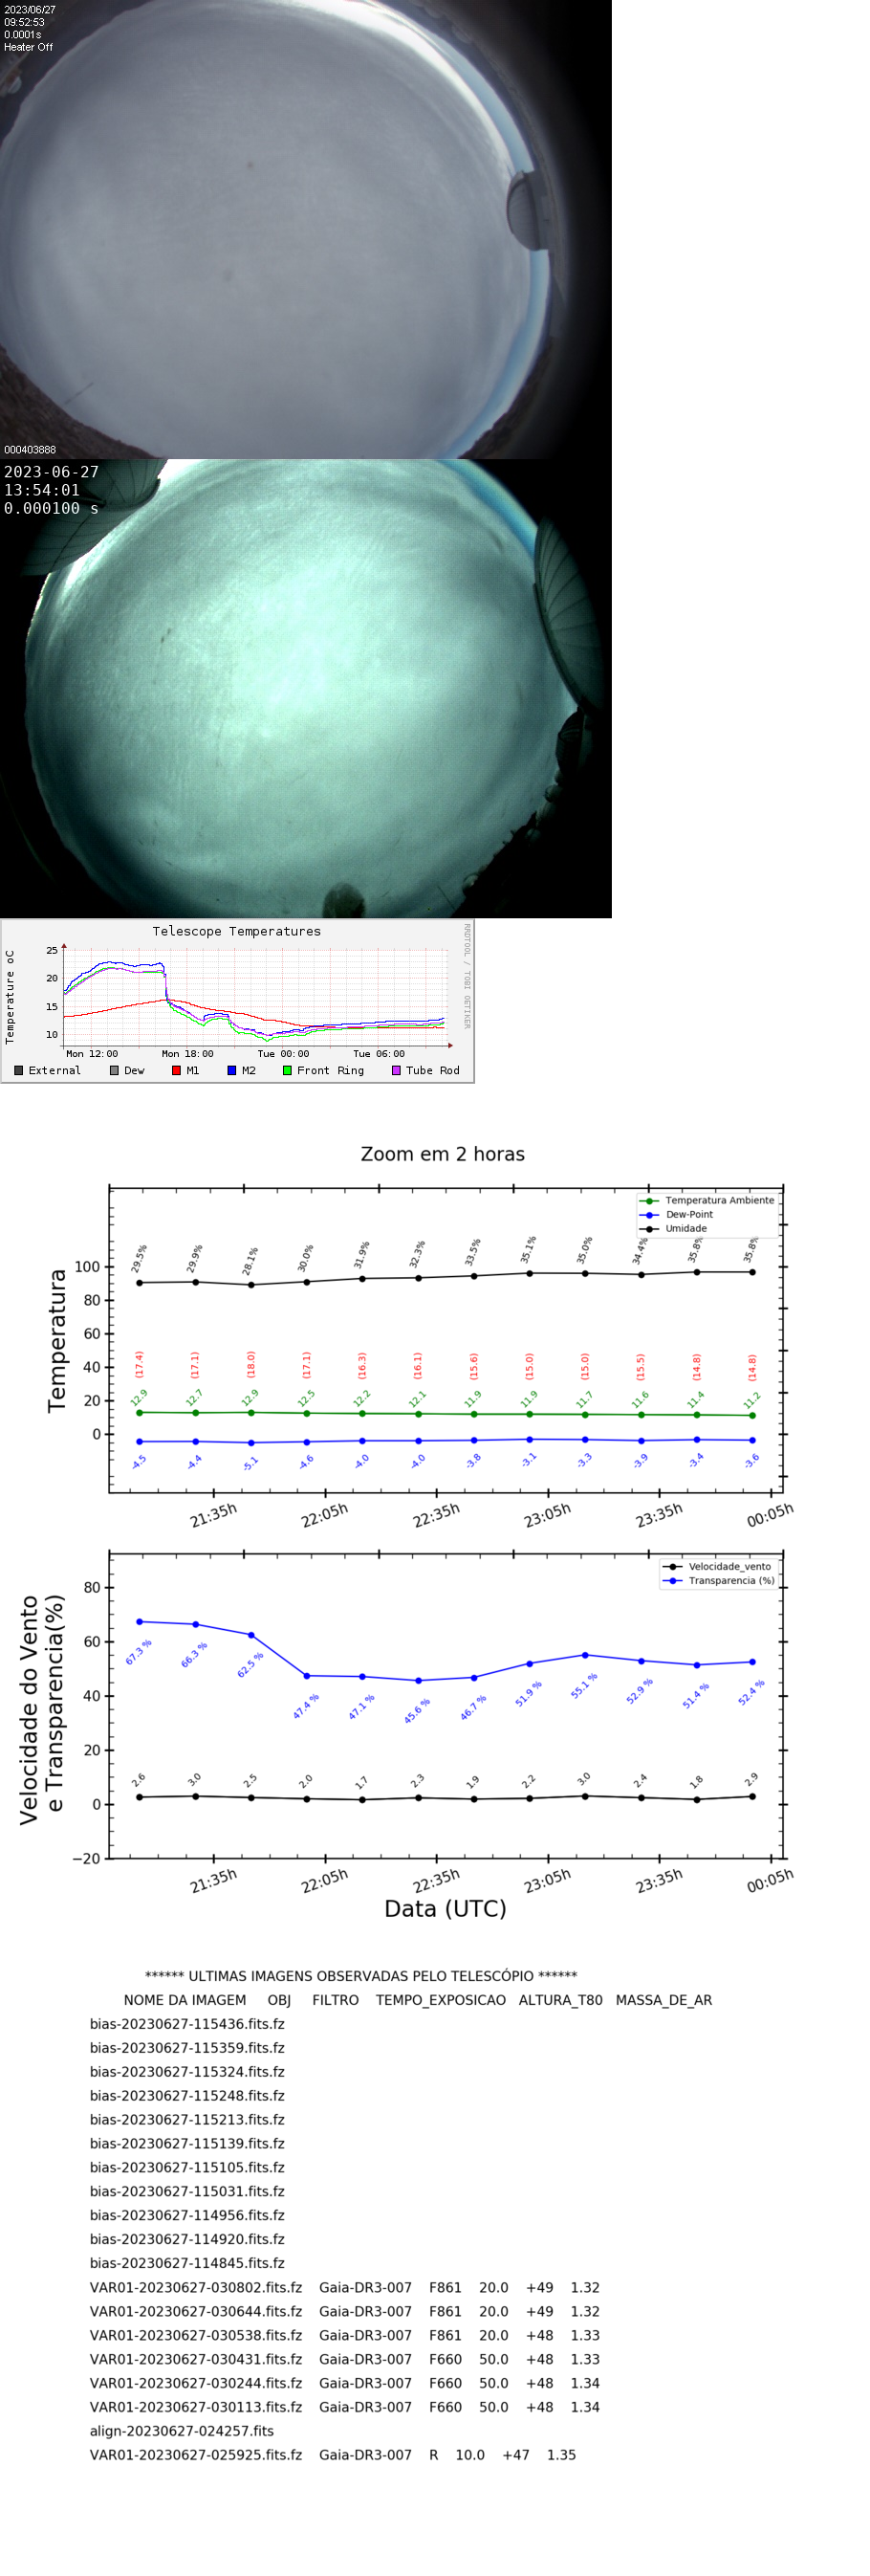 2023/06/27
09:52:53
0.0001s
Heater Off
000403888
2023-06-27
13:54:01
0.000100 s
Telescope Temperatures
Temperature oC
RRDTOOL / TOBI OETIKER
25
20
15
10
Mon 12:00 Mon 18:00 Tue 00:00 Tue 06:00
External Dew M1 M2 Front Ring Tube Rod
Zoom em 2 horas
Temperatura Ambiente
Dew-Point
Umidade
Temperatura
100
80
60
40
20
0
29.5% 29.9% 28.1% 30.0% 31.9% 32.3% 33.5% 35.1% 35.0% 34.4% 35.8% 35.8%
(17.4) (17.1) (18.0) (17.1) (16.3) (16.1) (15.6) (15.0) (15.0) (15.5) (14.8) (14.8)
12.9 12.7 12.9 12.5 12.2 12.1 11.9 11.9 11.7 11.6 11.4 11.2
-4.5 -4.4 -5.1 -4.6 -4.0 -4.0 -3.8 -3.1 -3.3 -3.9 -3.4 -3.6
21:35h 22:05h 22:35h 23:05h 23:35h 00:05h
Velocidade_vento
Transparencia (%)
Velocidade do Vento
e Transparencia(%)
80
60
40
20
0
−20
67.3 % 66.3 % 62.5 % 47.4 % 47.1 % 45.6 % 46.7 % 51.9 % 55.1 % 52.9 % 51.4 % 52.4 %
2.6 3.0 2.5 2.0 1.7 2.3 1.9 2.2 3.0 2.4 1.8 2.9
21:35h 22:05h 22:35h 23:05h 23:35h 00:05h
Data (UTC)
****** ULTIMAS IMAGENS OBSERVADAS PELO TELESCÓPIO ******
NOME DA IMAGEM OBJ FILTRO TEMPO_EXPOSICAO ALTURA_T80 MASSA_DE_AR
bias-20230627-115436.fits.fz
bias-20230627-115359.fits.fz
bias-20230627-115324.fits.fz
bias-20230627-115248.fits.fz
bias-20230627-115213.fits.fz
bias-20230627-115139.fits.fz
bias-20230627-115105.fits.fz
bias-20230627-115031.fits.fz
bias-20230627-114956.fits.fz
bias-20230627-114920.fits.fz
bias-20230627-114845.fits.fz
VAR01-20230627-030802.fits.fz Gaia-DR3-007 F861 20.0 +49 1.32
VAR01-20230627-030644.fits.fz Gaia-DR3-007 F861 20.0 +49 1.32
VAR01-20230627-030538.fits.fz Gaia-DR3-007 F861 20.0 +48 1.33
VAR01-20230627-030431.fits.fz Gaia-DR3-007 F660 50.0 +48 1.33
VAR01-20230627-030244.fits.fz Gaia-DR3-007 F660 50.0 +48 1.34
VAR01-20230627-030113.fits.fz Gaia-DR3-007 F660 50.0 +48 1.34
align-20230627-024257.fits
VAR01-20230627-025925.fits.fz Gaia-DR3-007 R 10.0 +47 1.35